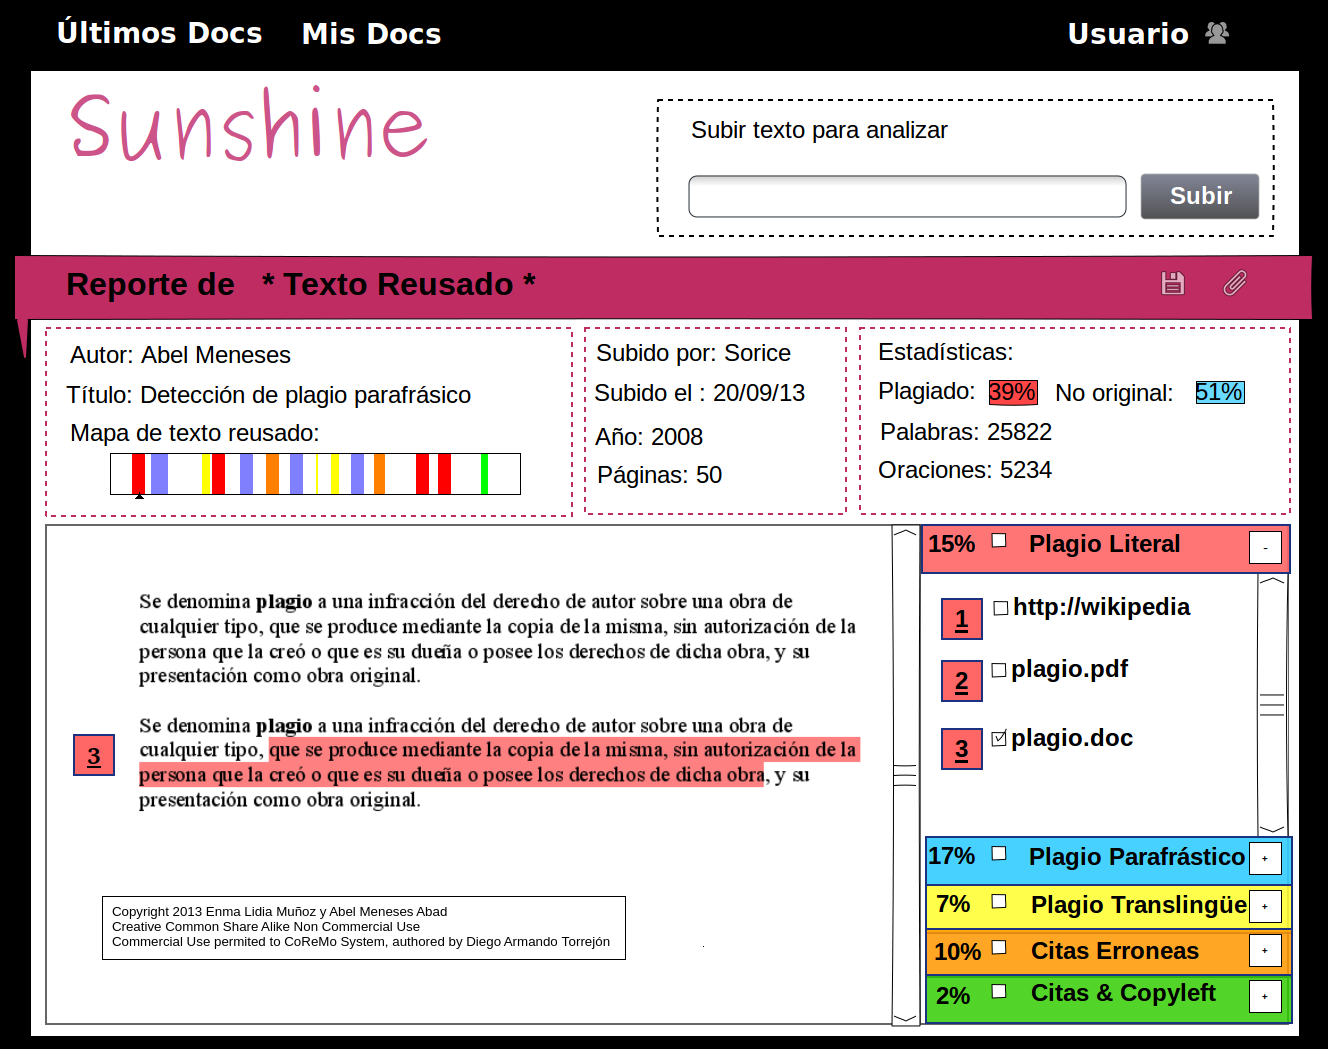 Últimos Docs Mis Docs Usuario
Sunshine
Subir texto para analizar
Subir
Reporte de * Texto Reusado *
Autor: Abel Meneses
Título: Detección de plagio parafrásico
Mapa de texto reusado:
Subido por: Sorice
Subido el : 20/09/13
Año: 2008
Páginas: 50
Estadísticas:
Plagiado: 39% No original: 51%
Palabras: 25822
Oraciones: 5234
Se denomina plagio a una infracción del derecho de autor sobre una obra de
cualquier tipo, que se produce mediante la copia de la misma, sin autorización de la
persona que la creó o que es su dueña o posee los derechos de dicha obra, y su
presentación como obra original.
Se denomina plagio a una infracción del derecho de autor sobre una obra de
cualquier tipo, que se produce mediante la copia de la misma, sin autorización de la
persona que la creó o que es su dueña o posee los derechos de dicha obra, y su
presentación como obra original.
3
Copyright 2013 Enma Lidia Muñoz y Abel Meneses Abad
Creative Common Share Alike Non Commercial Use
Commercial Use permited to CoReMo System, authored by Diego Armando Torrejón
15% Plagio Literal -
1 http://wikipedia
2 plagio.pdf
3 plagio.doc
17% Plagio Parafrástico +
7% Plagio Translingüe +
10% Citas Erroneas +
2% Citas & Copyleft +